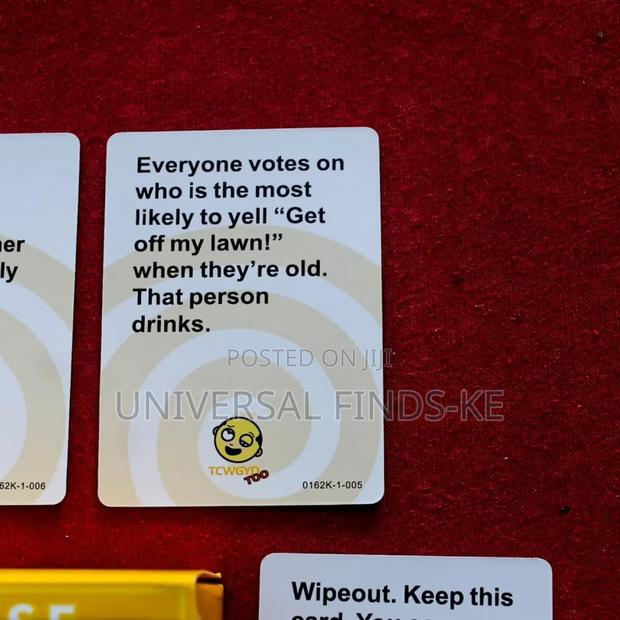 Everyone votes on
who is the most
likely to yell “Get
off my lawn!”
when they’re old.
That person
drinks.
POSTED ON JIJI
UNIVERSAL FINDS-KE
TCWGYD
TOO
62K-1-006
0162K-1-005
Wipeout. Keep this